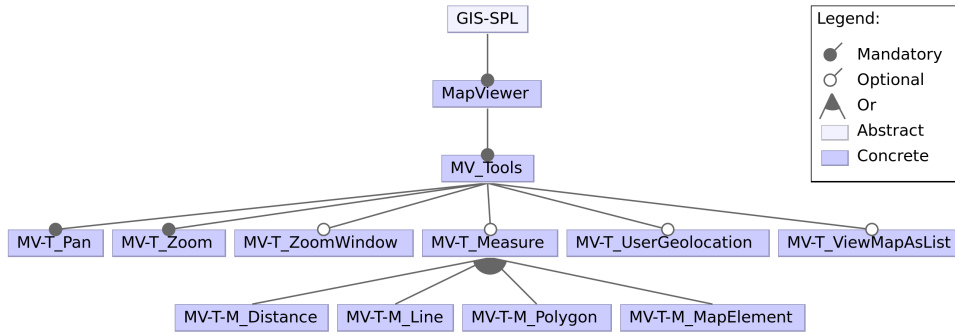 GIS-SPL
Legend:
Mandatory
Optional
Or
Abstract
Concrete
MapViewer
MV_Tools
MV-T_Pan
MV-T_Zoom
MV-T_ZoomWindow
MV-T_Measure
MV-T_UserGeolocation
MV-T_ViewMapAsList
MV-T-M_Distance
MV-T-M_Line
MV-T-M_Polygon
MV-T-M_MapElement